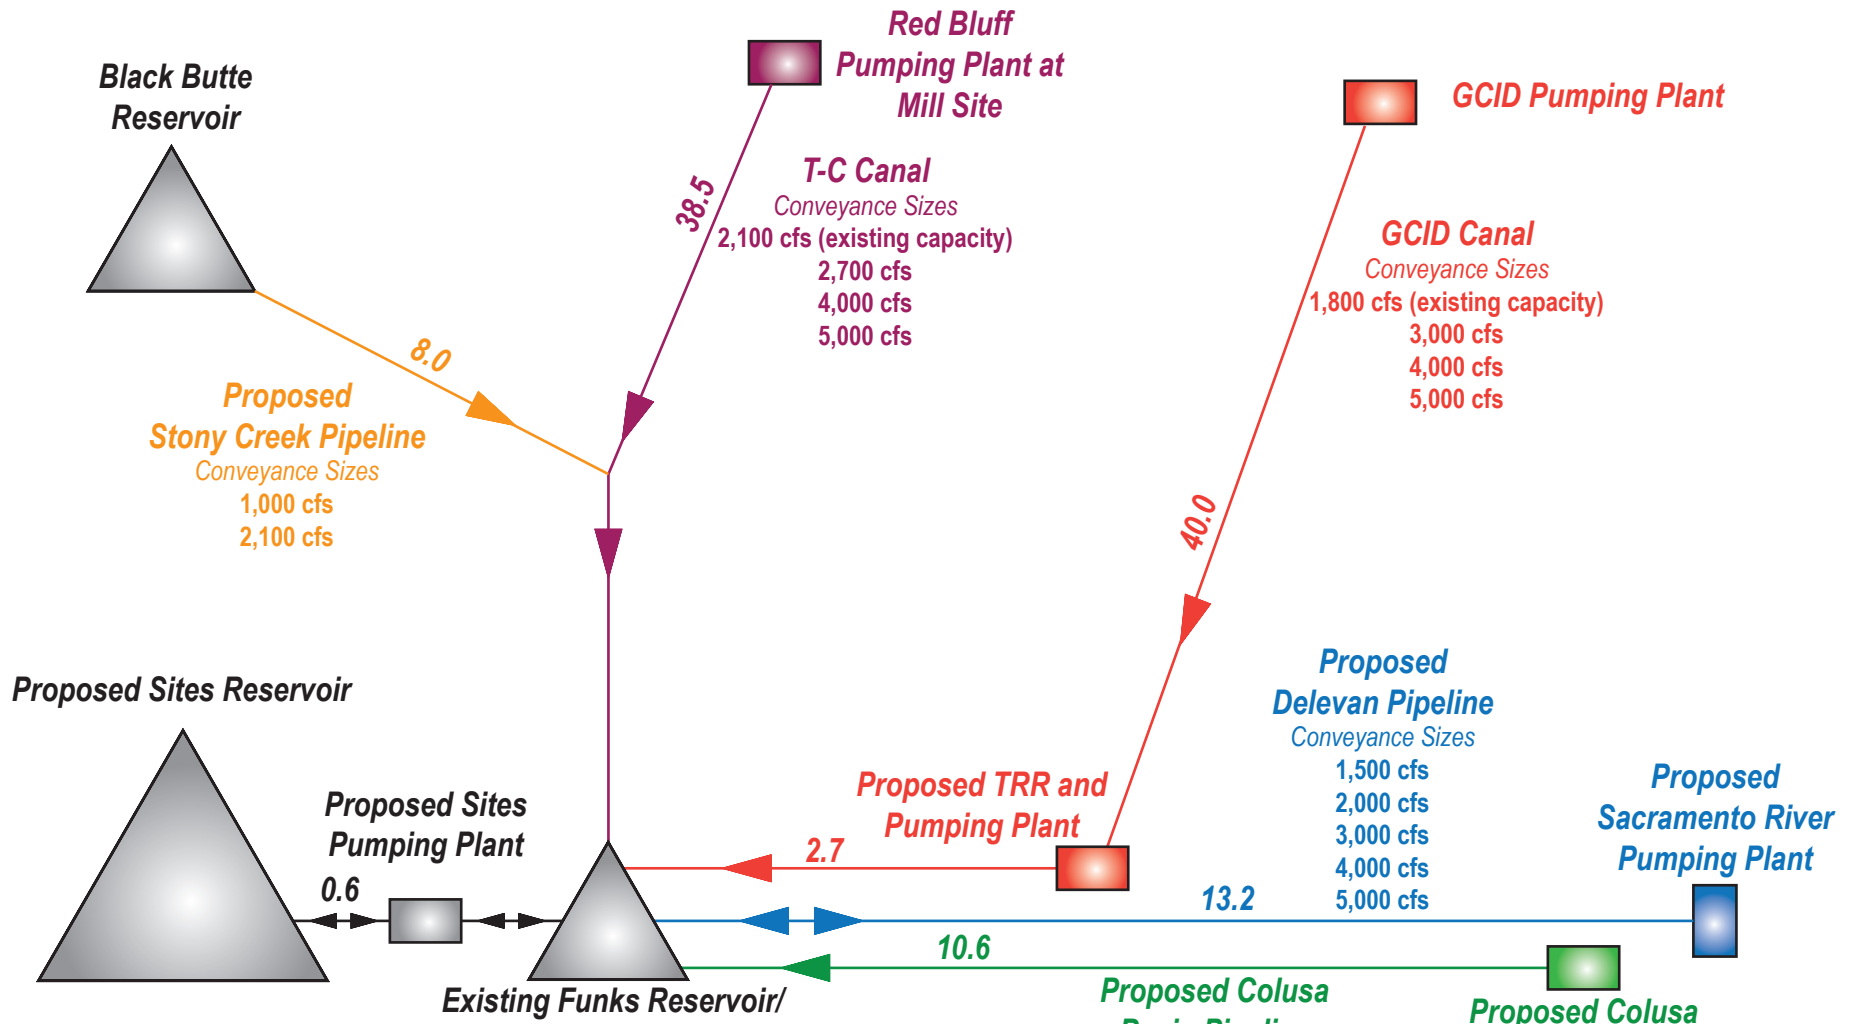 Black Butte
Reservoir
Red Bluff
Pumping Plant at
Mill Site
GCID Pumping Plant
38.5
T-C Canal
Conveyance Sizes
2,100 cfs (existing capacity)
2,700 cfs
4,000 cfs
5,000 cfs
GCID Canal
Conveyance Sizes
1,800 cfs (existing capacity)
3,000 cfs
4,000 cfs
5,000 cfs
8.0
Proposed
Stony Creek Pipeline
Conveyance Sizes
1,000 cfs
2,100 cfs
40.0
Proposed Sites Reservoir
Proposed Sites
Pumping Plant
0.6
Proposed TRR and
Pumping Plant
2.7
Proposed
Delevan Pipeline
Conveyance Sizes
1,500 cfs
2,000 cfs
3,000 cfs
4,000 cfs
5,000 cfs
13.2
Proposed
Sacramento River
Pumping Plant
10.6
Existing Funks Reservoir/
Proposed Colusa
Proposed Colusa